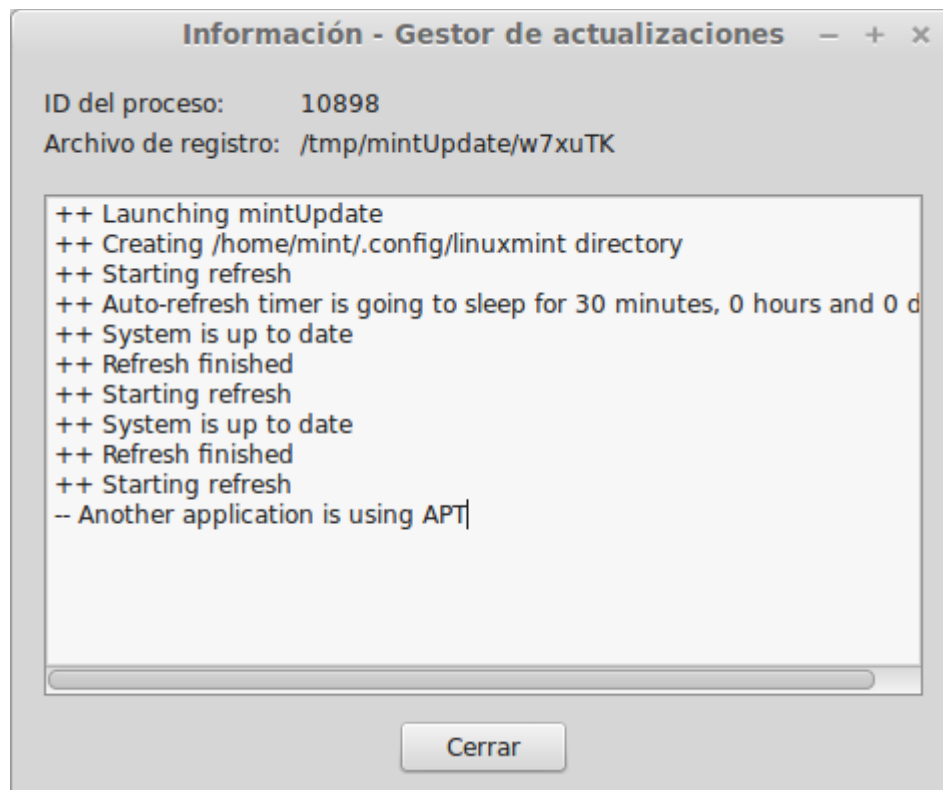 Información - Gestor de actualizaciones
ID del proceso: 10898
Archivo de registro: /tmp/mintUpdate/w7xuTK
++ Launching mintUpdate
++ Creating /home/mint/.config/linuxmint directory
++ Starting refresh
++ Auto-refresh timer is going to sleep for 30 minutes, 0 hours and 0 d
++ System is up to date
++ Refresh finished
++ Starting refresh
++ System is up to date
++ Refresh finished
++ Starting refresh
-- Another application is using APT
Cerrar